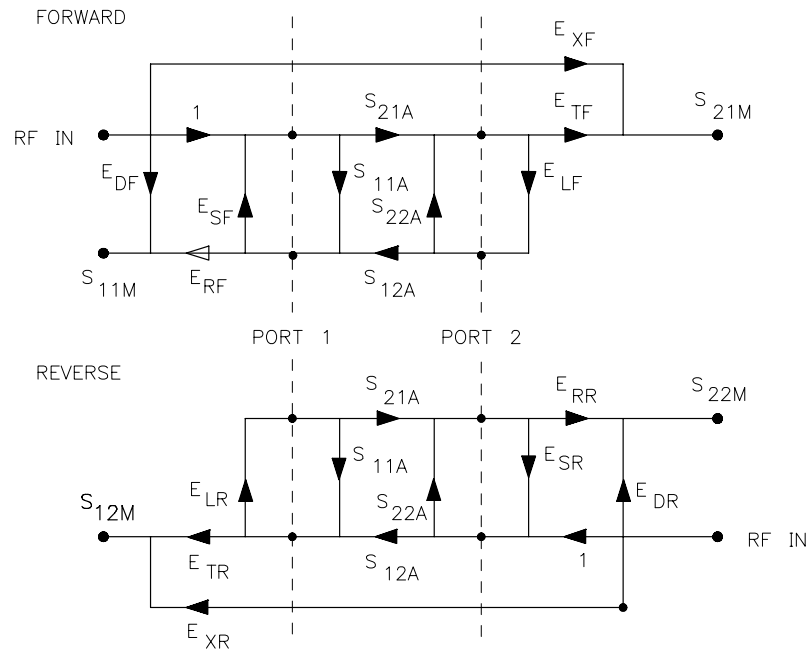 FORWARD
E XF
1
S 21A
E TF
S 21M
RF IN
E DF
E SF
S 11A
S 22A
E LF
S 11M
E RF
S 12A
PORT 1
PORT 2
REVERSE
S 21A
E RR
S 22M
S 11A
E SR
E LR
S 22A
E DR
S 12M
E TR
S 12A
1
RF IN
E XR